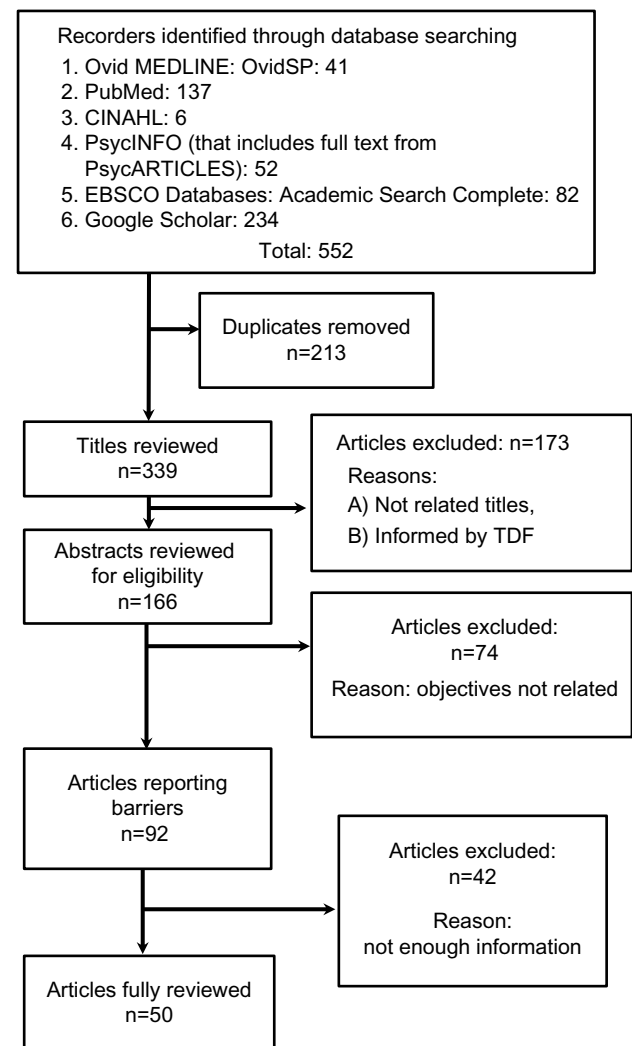 Recorders identified through database searching
1. Ovid MEDLINE: OvidSP: 41
2. PubMed: 137
3. CINAHL: 6
4. PsycINFO (that includes full text from
PsycARTICLES): 52
5. EBSCO Databases: Academic Search Complete: 82
6. Google Scholar: 234
Total: 552
Duplicates removed
n=213
Titles reviewed
n=339
Articles excluded: n=173
Reasons:
A) Not related titles,
B) Informed by TDF
Abstracts reviewed
for eligibility
n=166
Articles excluded:
n=74
Reason: objectives not related
Articles reporting
barriers
n=92
Articles excluded:
n=42
Reason:
not enough information
Articles fully reviewed
n=50